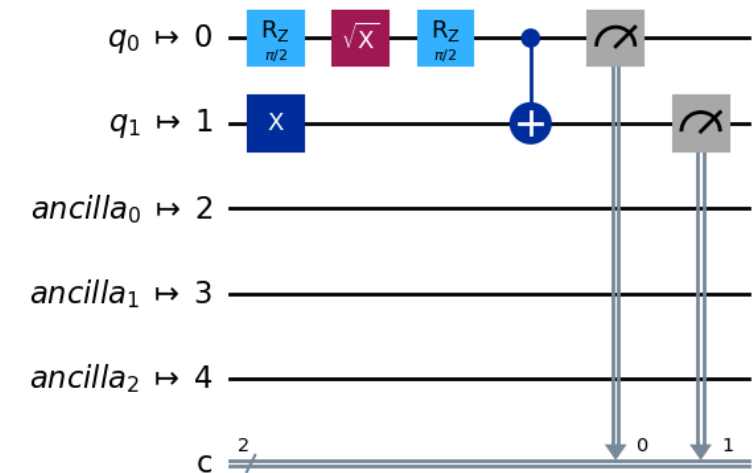 q₀ ↦ 0 R_Z π/2 √X R_Z π/2
q₁ ↦ 1 X +
ancilla₀ ↦ 2
ancilla₁ ↦ 3
ancilla₂ ↦ 4
c 2 0 1